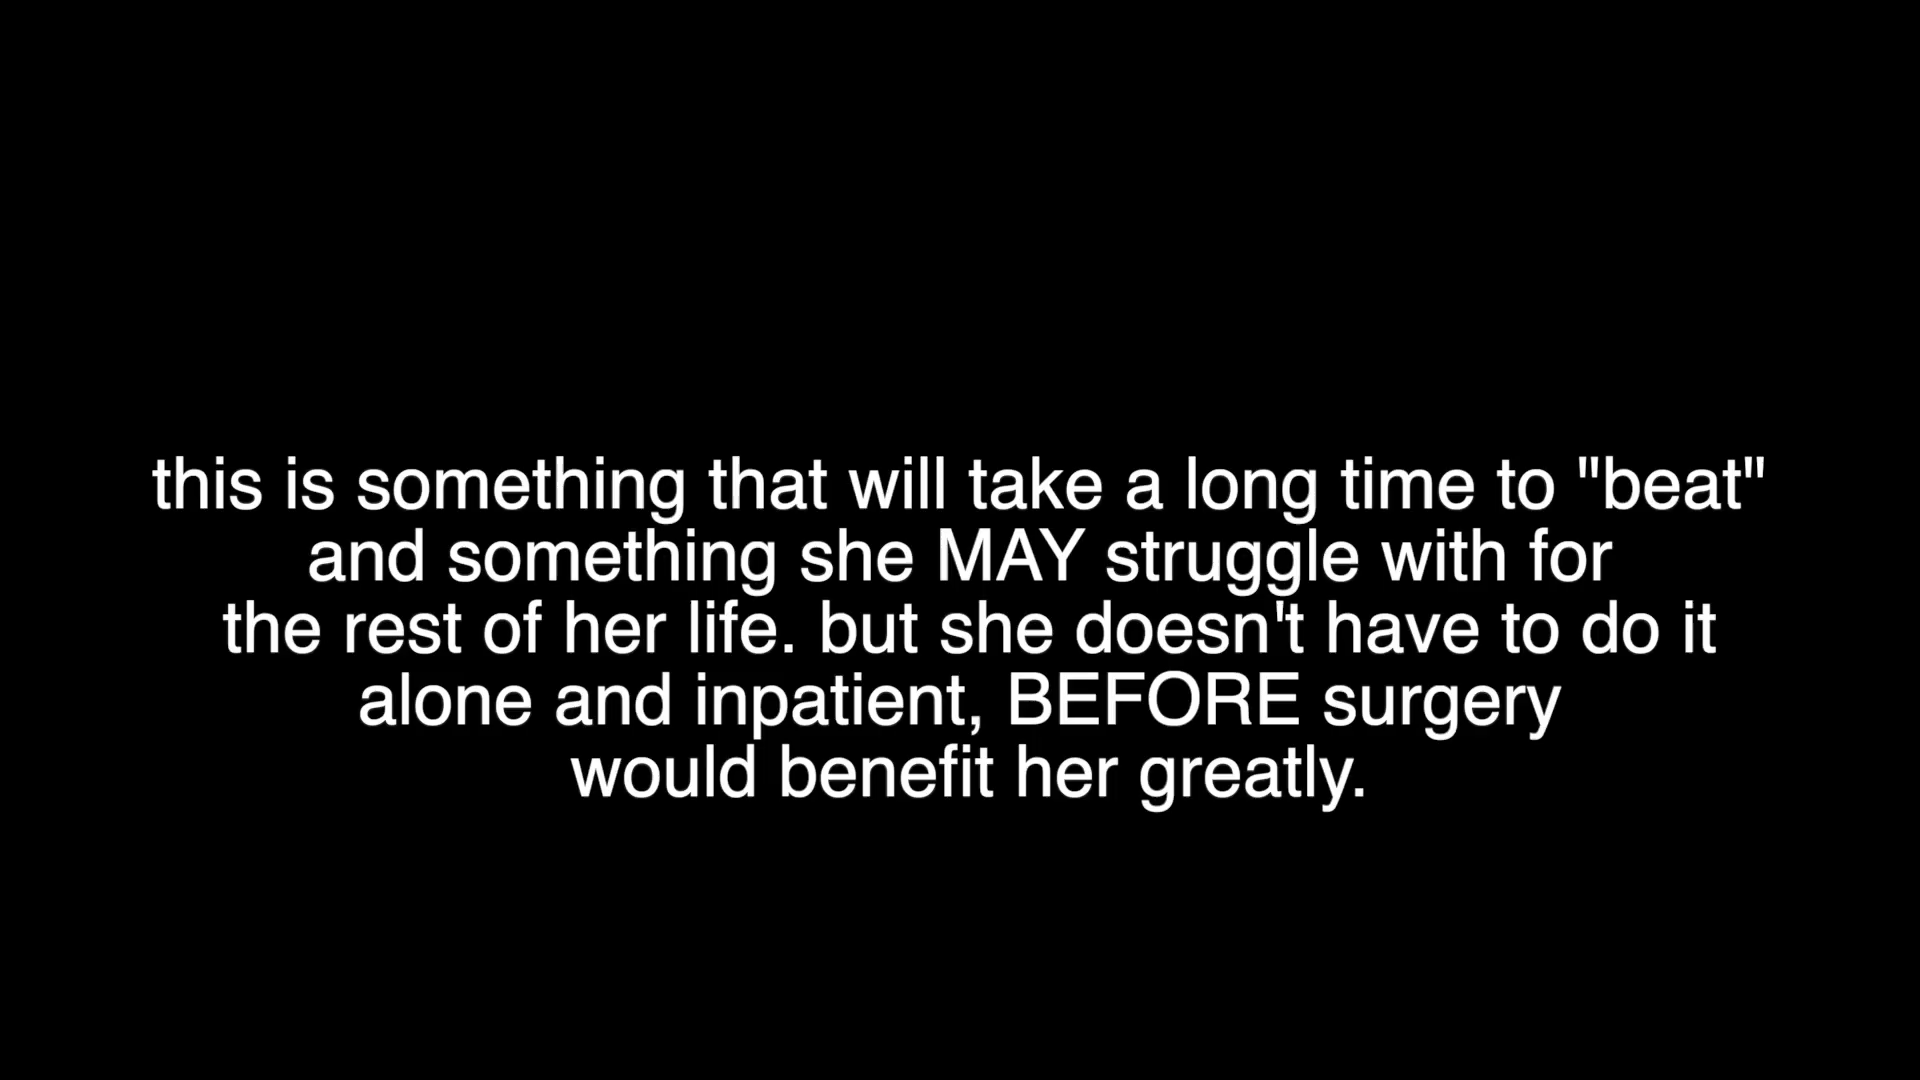 this is something that will take a long time to "beat"
and something she MAY struggle with for
the rest of her life. but she doesn't have to do it
alone and inpatient, BEFORE surgery
would benefit her greatly.